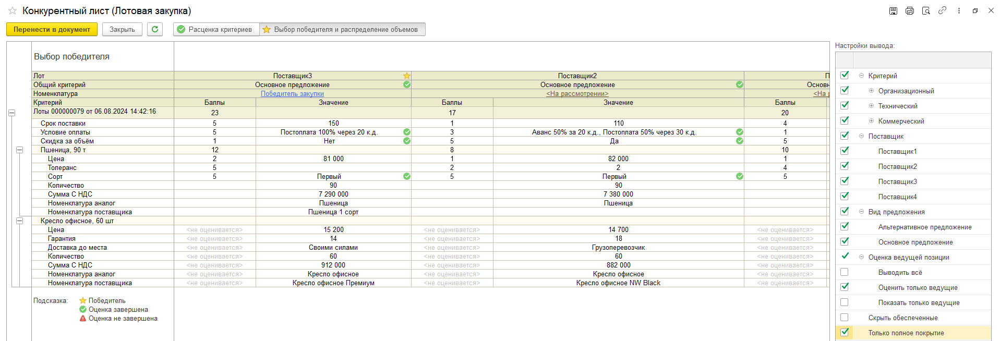 Конкурентный лист (Лотовая закупка)
Перенести в документ Закрыть Расценка критериев Выбор победителя и распределение объемов
Настройки вывода:
Выбор победителя
Лот Поставщик3 Поставщик2 П
Общий критерий Основное предложение Основное предложение Основн
Номенклатура Победитель закупки <На рассмотрении> <На р
Критерий Баллы Значение Баллы Значение Баллы
Лоты 000000079 от 06.08.2024 14:42:16 23 17 20
Срок поставки 5 150 1 110 4
Условие оплаты 5 Постоплата 100% через 20 к.д. 3 Аванс 50% за 20 к.д., Постоплата 50% через 30 к.д. 1
Скидка за объём 1 Нет 5 Да 5
Пшеница, 90 т 12 8 10
Цена 2 81 000 1 82 000 1
Толеранс 5 2 2 4
Сорт 5 Первый 5 Первый 5
Количество 90 90
Сумма С НДС 7 290 000 7 380 000
Номенклатура аналог Пшеница Пшеница
Номенклатура поставщика Пшеница 1 сорт
Кресло офисное, 60 шт
Цена <не оценивается> 15 200 <не оценивается> 14 700 <не оценивается>
Гарантия <не оценивается> 14 <не оценивается> 18 <не оценивается>
Доставка до места <не оценивается> Своими силами <не оценивается> Грузоперевозчик <не оценивается>
Количество <не оценивается> 60 <не оценивается> 60 <не оценивается>
Сумма С НДС <не оценивается> 912 000 <не оценивается> 882 000 <не оценивается>
Номенклатура аналог <не оценивается> Кресло офисное <не оценивается> Кресло офисное <не оценивается>
Номенклатура поставщика <не оценивается> Кресло офисное Премиум <не оценивается> Кресло офисное NW Black <не оценивается>
Подсказка: Победитель
Оценка завершена
Оценка не завершена
Критерий
Организационный
Технический
Коммерческий
Поставщик
Поставщик1
Поставщик2
Поставщик3
Поставщик4
Вид предложения
Альтернативное предложение
Основное предложение
Оценка ведущей позиции
Выводить всё
Оценить только ведущие
Показать только ведущие
Скрыть обеспеченные
Только полное покрытие